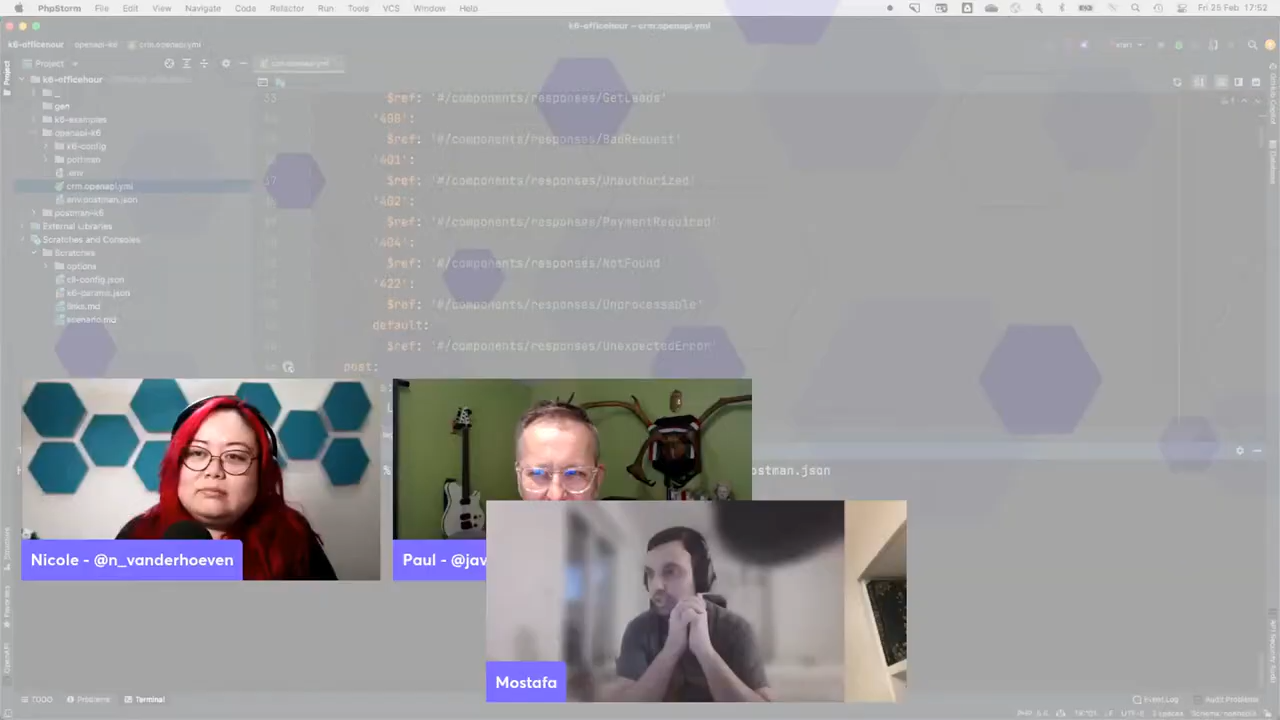 PhpStorm File Edit View Navigate Code Refactor Run Tools VCS Window Help Fri 25 Feb 17:52
k6-officehour – crm.openapi.yml
k6-officehour openapi-k6 crm.openapi.yml
Project crm.openapi.yml
k6-officehour
gen
k6-examples
openapi-k6
k6-config
postman
.env
crm.openapi.yml
env.postman.json
postman-k6
External Libraries
Scratches and Consoles
Scratches
options
k6-params.json
links.md
scenario.md
$ref: '#/components/responses/GetLeads'
'400':
$ref: '#/components/responses/BadRequest'
'401':
$ref: '#/components/responses/Unauthorized'
'402':
$ref: '#/components/responses/PaymentRequired'
'404':
$ref: '#/components/responses/NotFound
'422':
$ref: '#/components/responses/Unprocessable'
default:
$ref: '#/components/responses/UnexpectedError'
post:
ostman.json
Nicole - @n_vanderhoeven
Paul - @jav
Mostafa
TODO Problems Terminal
Event Log Audit Problems